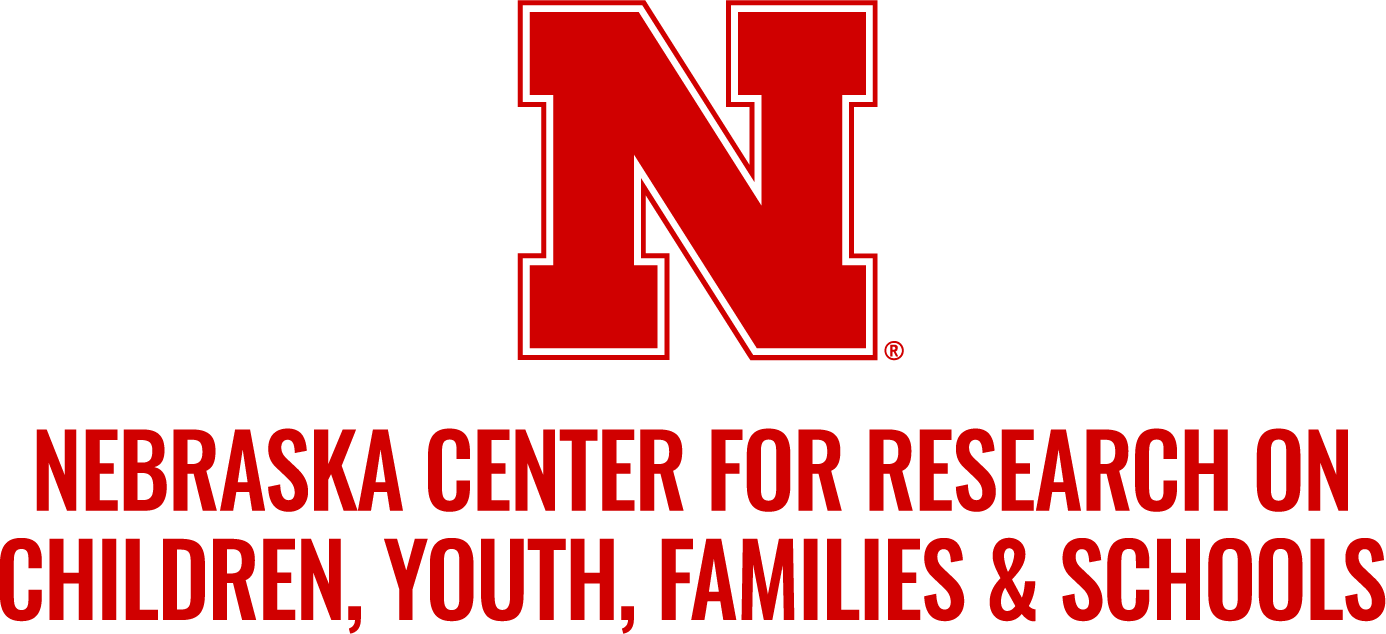 N®
NEBRASKA CENTER FOR RESEARCH ON
CHILDREN, YOUTH, FAMILIES & SCHOOLS